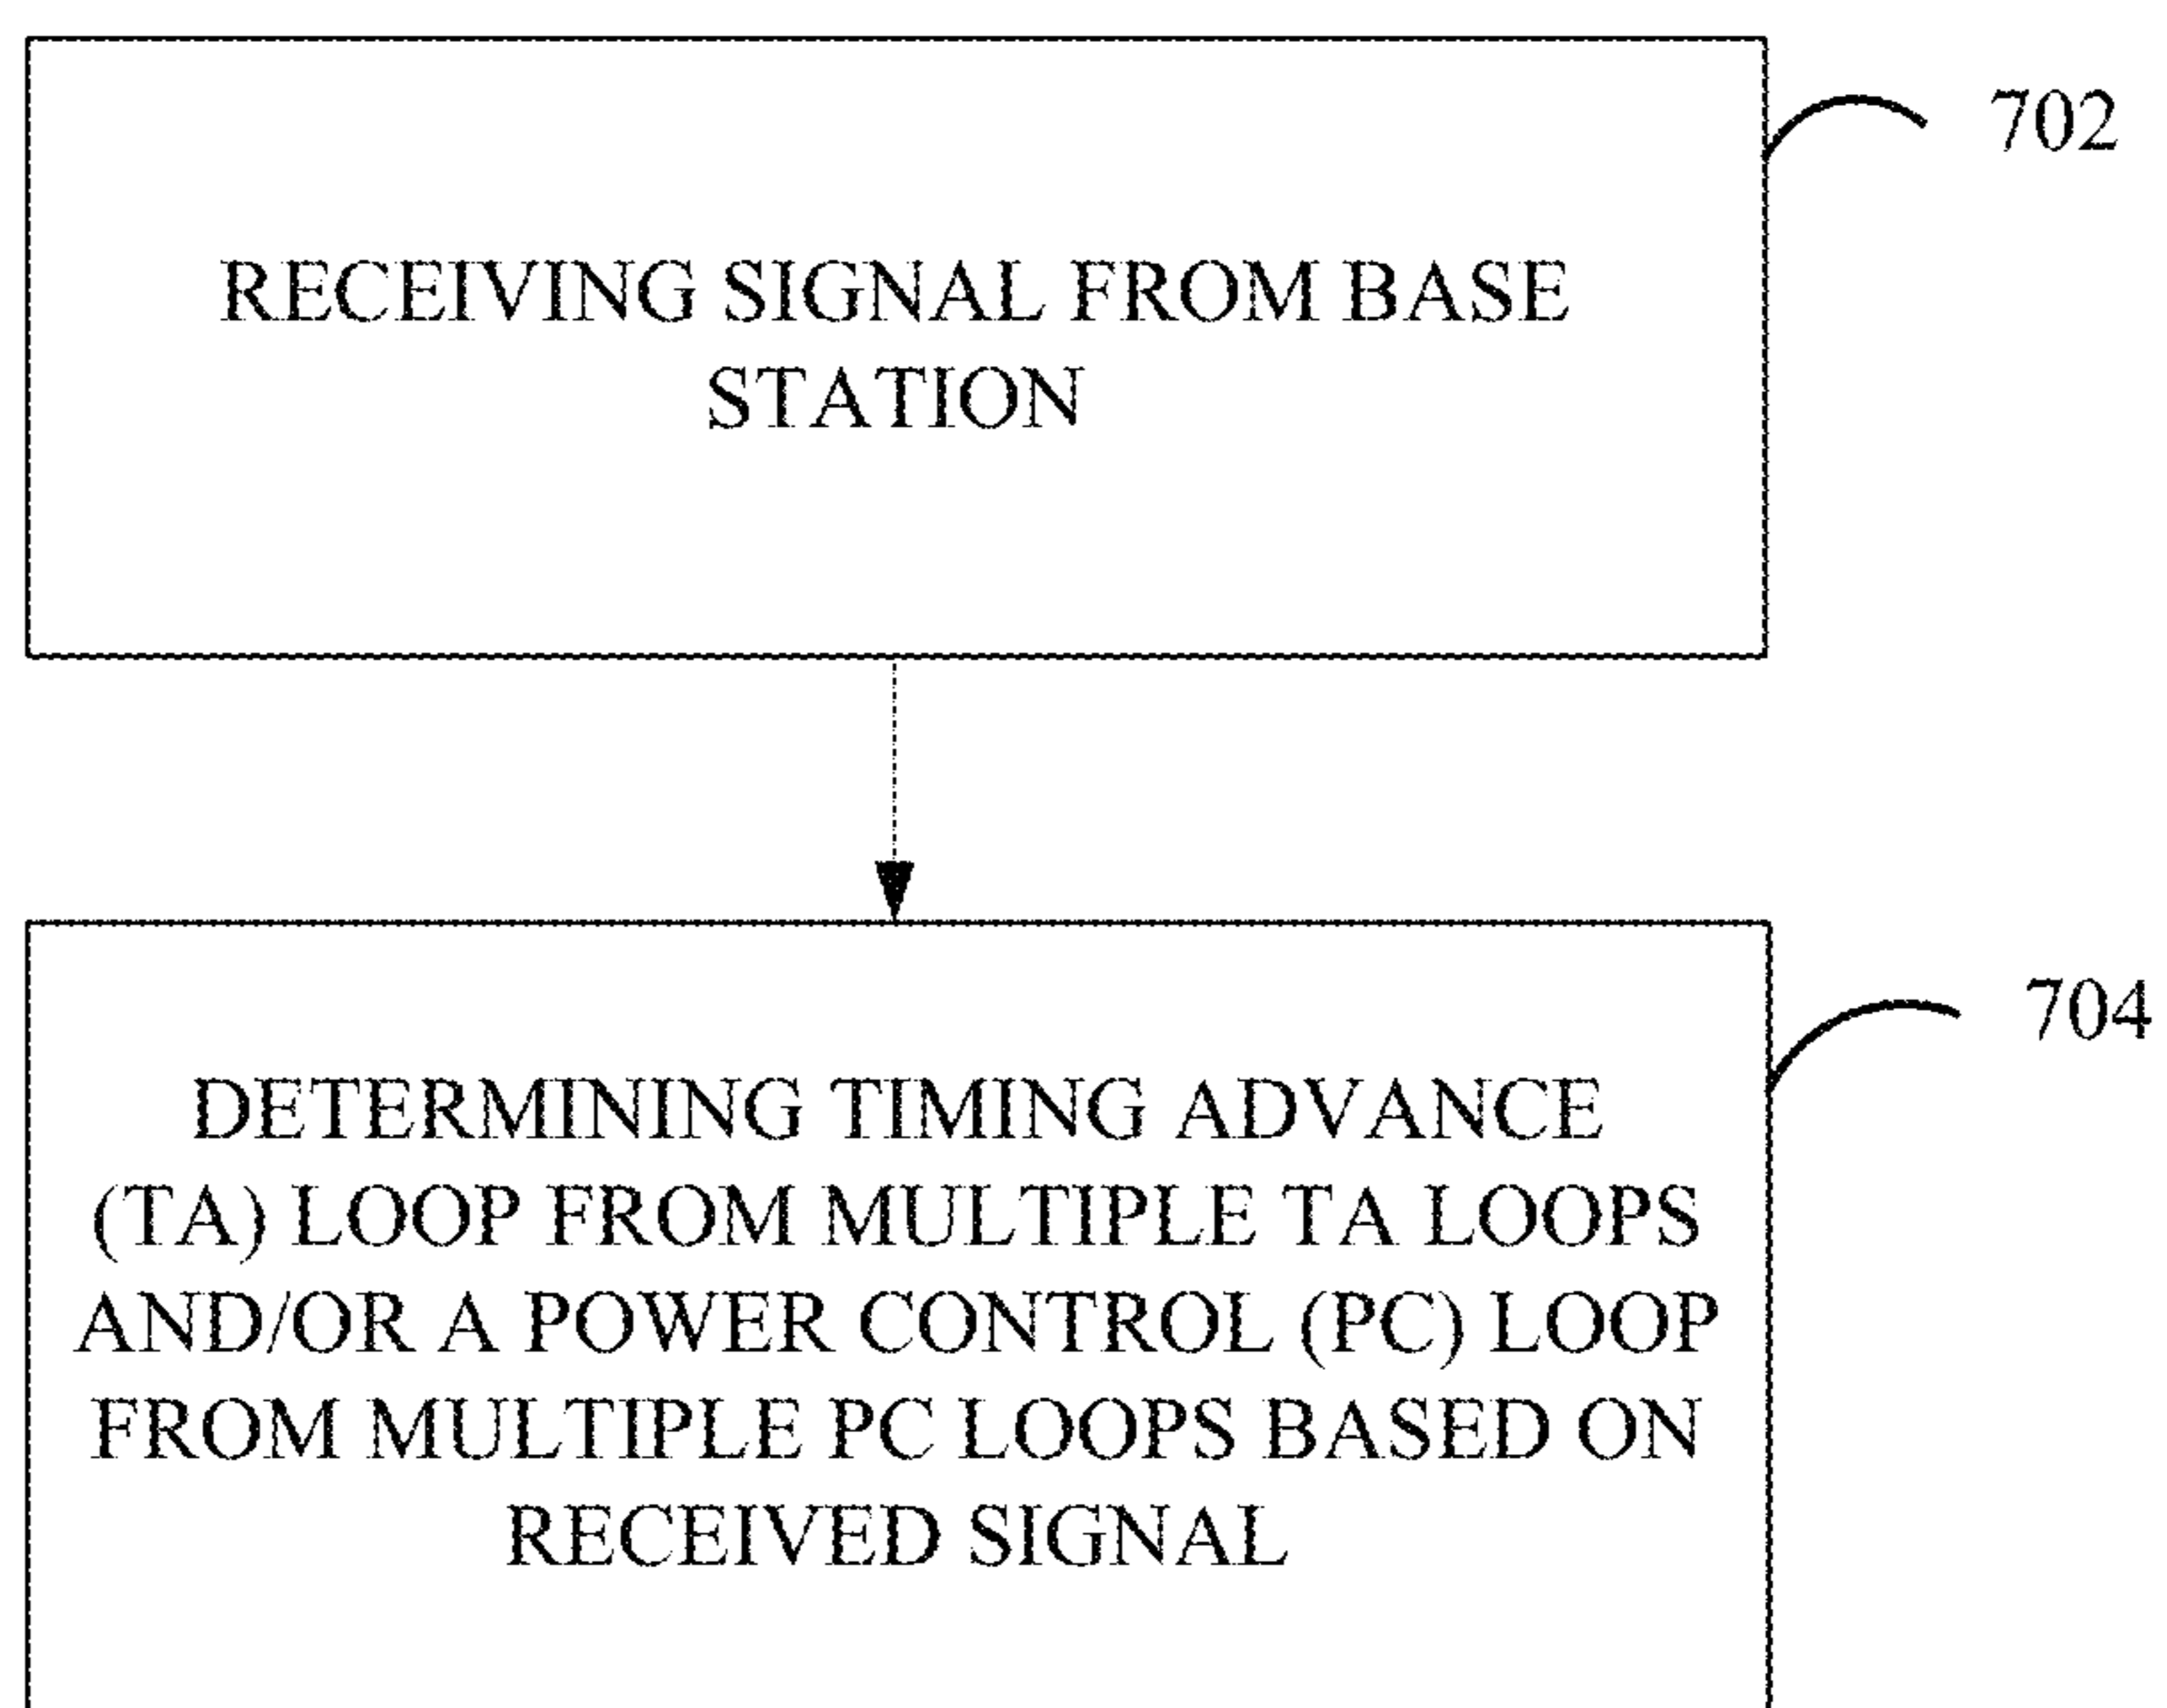 702
RECEIVING SIGNAL FROM BASE
STATION
704
DETERMINING TIMING ADVANCE
(TA) LOOP FROM MULTIPLE TA LOOPS
AND/OR A POWER CONTROL (PC) LOOP
FROM MULTIPLE PC LOOPS BASED ON
RECEIVED SIGNAL